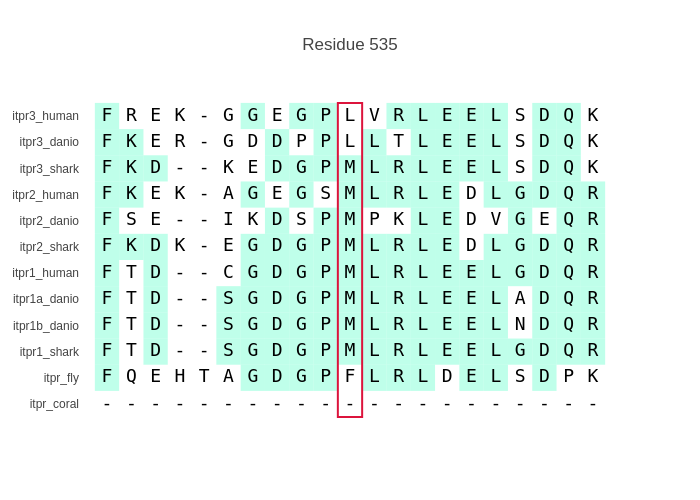 Residue 535
itpr3_human F R E K - G G E G P L V R L E E L S D Q K
itpr3_danio F K E R - G D D P P L L T L E E L S D Q K
itpr3_shark F K D - - K E D G P M L R L E E L S D Q K
itpr2_human F K E K - A G E G S M L R L E D L G D Q R
itpr2_danio F S E - - I K D S P M P K L E D V G E Q R
itpr2_shark F K D K - E G D G P M L R L E D L G D Q R
itpr1_human F T D - - C G D G P M L R L E E L G D Q R
itpr1a_danio F T D - - S G D G P M L R L E E L A D Q R
itpr1b_danio F T D - - S G D G P M L R L E E L N D Q R
itpr1_shark F T D - - S G D G P M L R L E E L G D Q R
itpr_fly F Q E H T A G D G P F L R L D E L S D P K
itpr_coral - - - - - - - - - - - - - - - - - - - - -